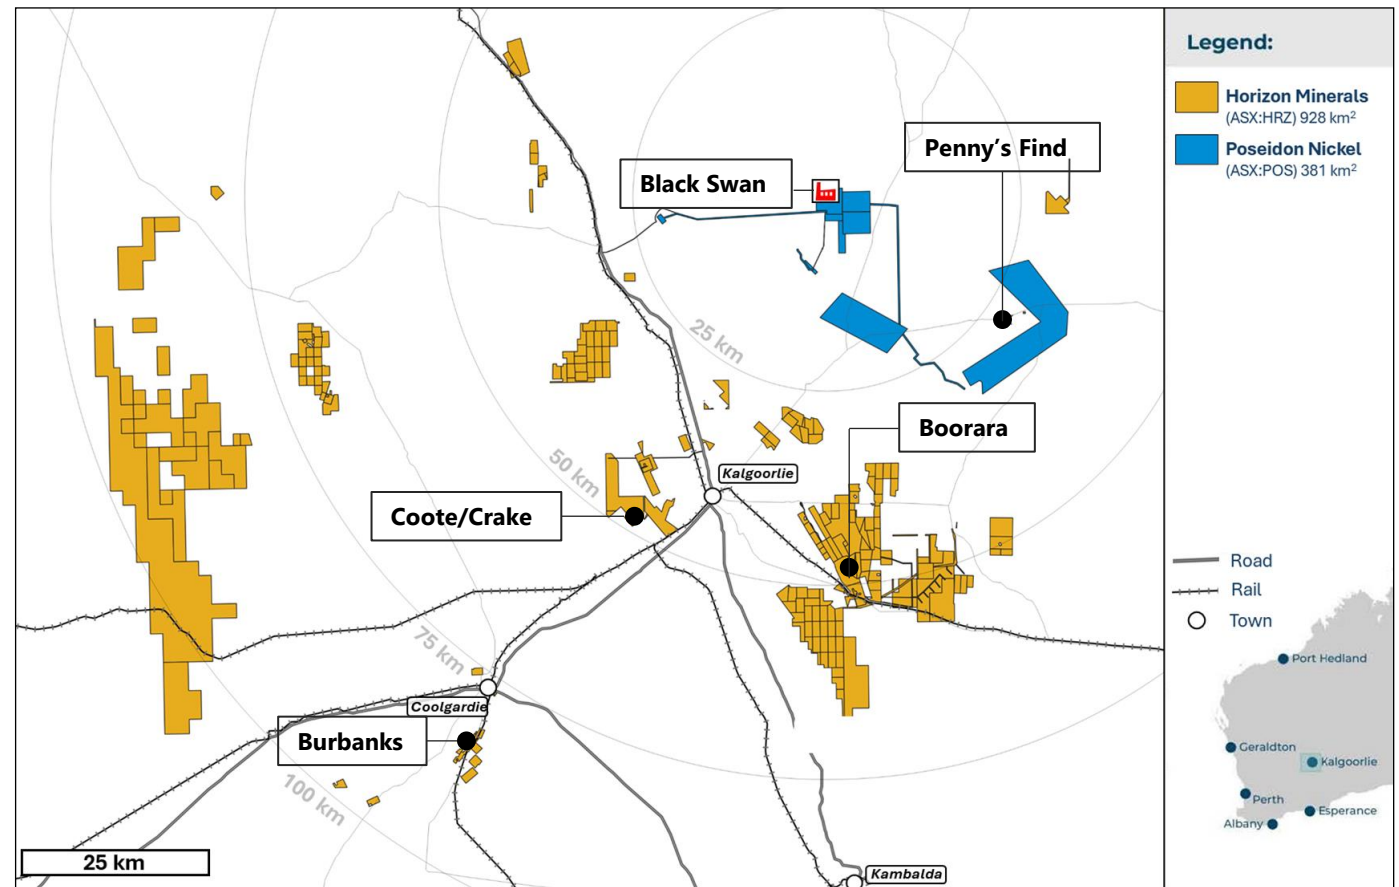 Legend:
Horizon Minerals
(ASX:HRZ) 928 km²
Poseidon Nickel
(ASX:POS) 381 km²
Penny's Find
Black Swan
25 km
Boorara
50 km
Kalgoorlie
Coote/Crake
75 km
Coolgardie
Burbanks
100 km
25 km
Kambalda
Road
Rail
Town
Port Hedland
Geraldton
Kalgoorlie
Perth
Esperance
Albany